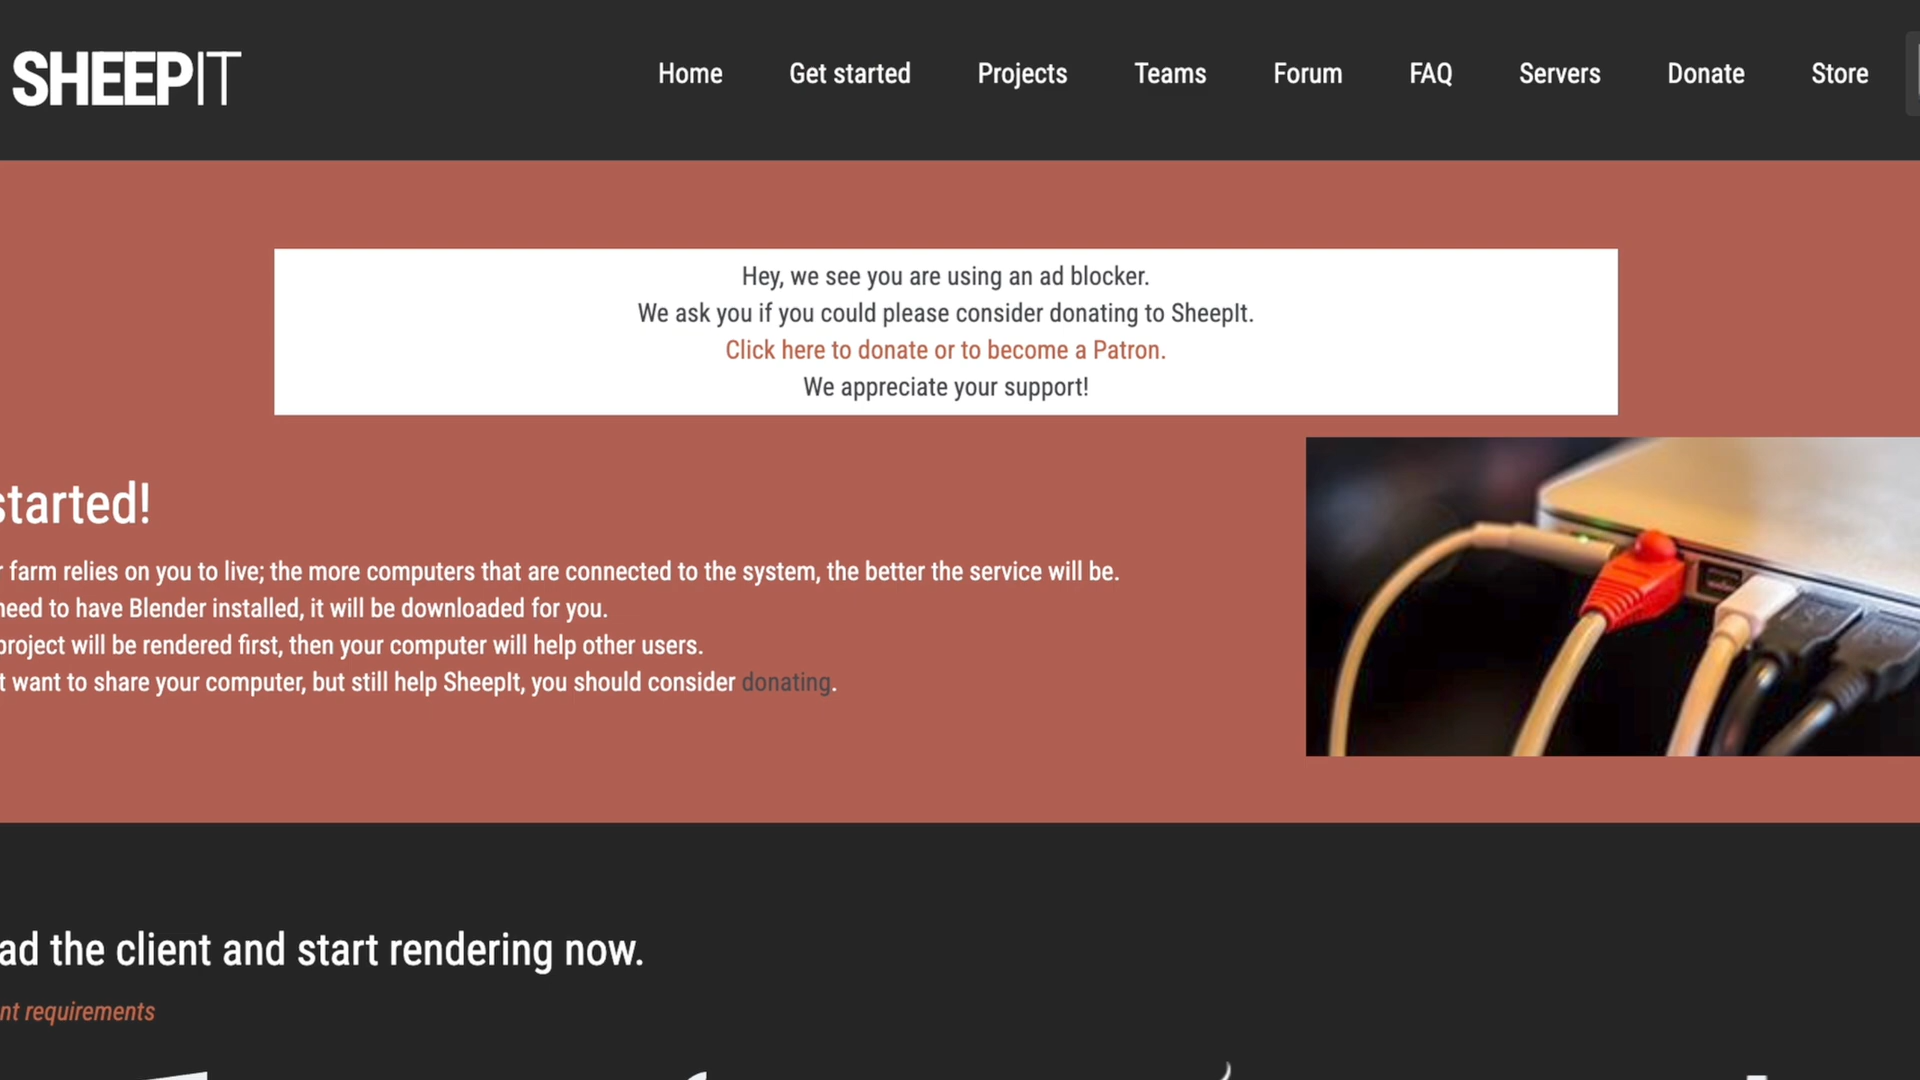 SHEEPIT
Home Get started Projects Teams Forum FAQ Servers Donate Store
Hey, we see you are using an ad blocker.
We ask you if you could please consider donating to SheepIt.
Click here to donate or to become a Patron.
We appreciate your support!
started!
farm relies on you to live; the more computers that are connected to the system, the better the service will be.
need to have Blender installed, it will be downloaded for you.
project will be rendered first, then your computer will help other users.
want to share your computer, but still help SheepIt, you should consider donating.
ad the client and start rendering now.
nt requirements